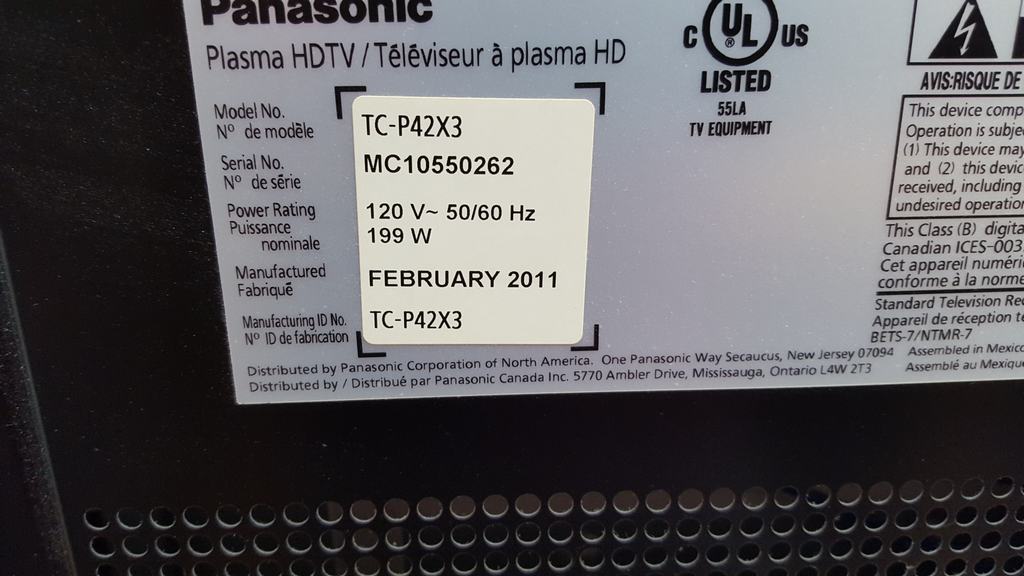 Panasonic
Plasma HDTV / Téléviseur à plasma HD
Model No.
Nº de modèle
TC-P42X3
Serial No.
Nº de série
MC10550262
Power Rating
Puissance
nominale
120 V~ 50/60 Hz
199 W
Manufactured
Fabriqué
FEBRUARY 2011
Manufacturing ID No.
Nº ID de fabrication
TC-P42X3
Distributed by Panasonic Corporation of North America. One Panasonic Way Secaucus, New Jersey 07094
Distributed by / Distribué par Panasonic Canada Inc. 5770 Ambler Drive, Mississauga, Ontario L4W 2T3
C UL ® US
LISTED
55LA
TV EQUIPMENT
AVIS:RISQUE DE
This device comp
Operation is subje
(1) This device may
and (2) this devic
received, including
undesired operation
This Class (B) digita
Canadian ICES-003
Cet appareil numéri
conforme à la norme
Standard Television Rec
Appareil de réception te
BETS-7/NTMR-7
Assembled in Mexico
Assemblé au Mexique